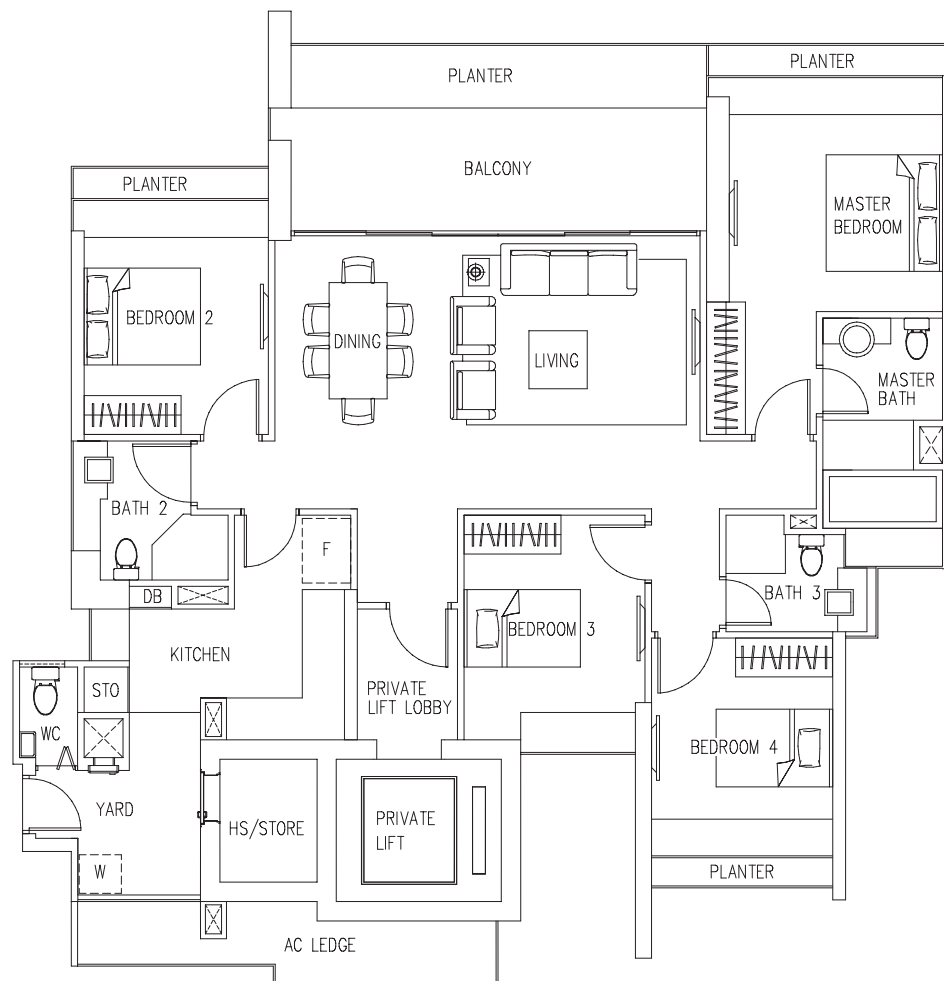 PLANTER
PLANTER
BALCONY
PLANTER
MASTER
BEDROOM
BEDROOM 2
DINING
LIVING
MASTER
BATH
BATH 2
F
DB
BATH 3
BEDROOM 3
KITCHEN
STO
PRIVATE
LIFT LOBBY
WC
BEDROOM 4
YARD
HS/STORE
PRIVATE
LIFT
W
PLANTER
AC LEDGE